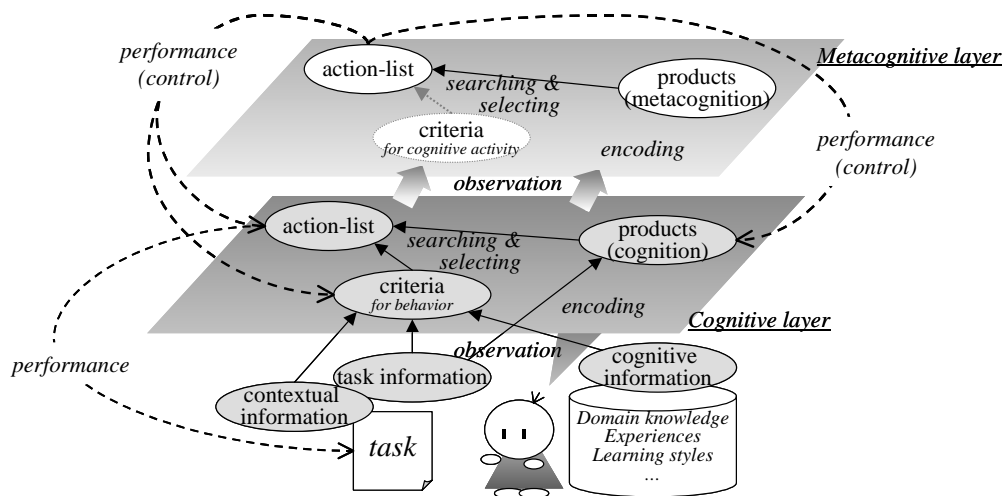 performance
(control)
action-list
searching &
selecting
products
(metacognition)
Metacognitive layer
criteria
for cognitive activity
encoding
performance
(control)
observation
action-list
searching &
selecting
products
(cognition)
criteria
for behavior
encoding
Cognitive layer
performance
observation
task information
cognitive
information
contextual
information
task
Domain knowledge
Experiences
Learning styles
...